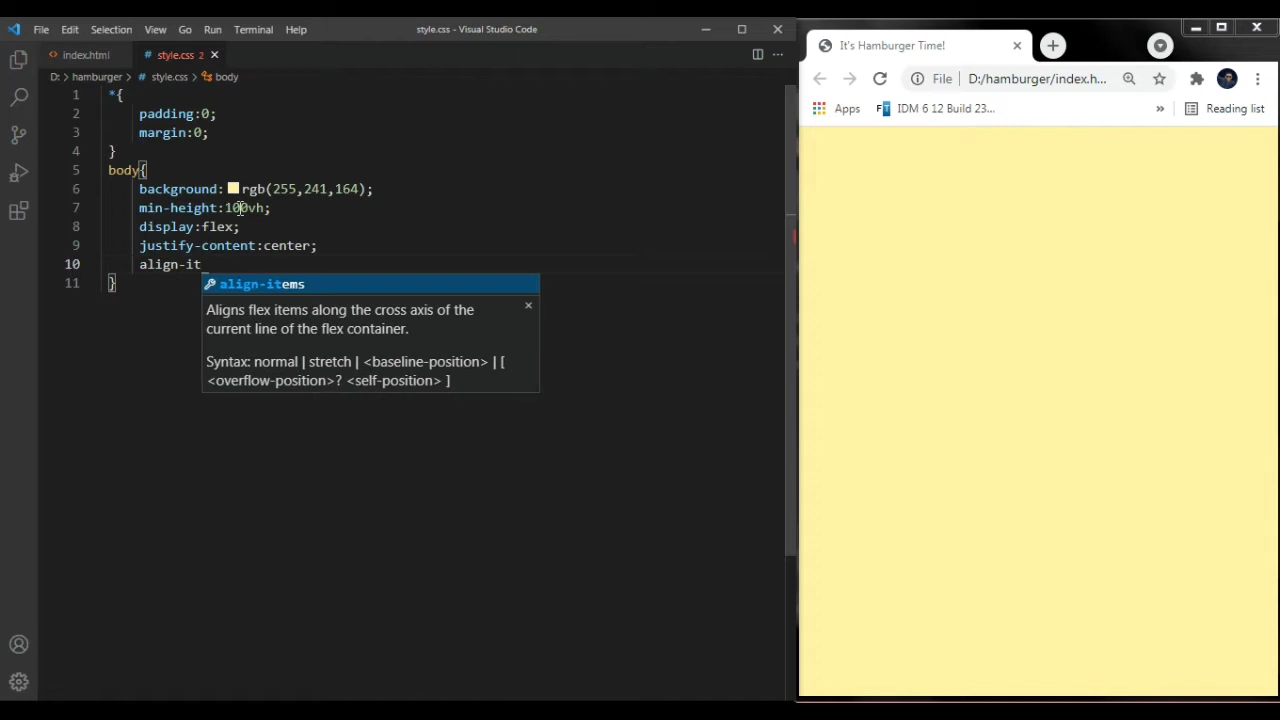 File Edit Selection View Go Run Terminal Help
style.css - Visual Studio Code
index.html
style.css 2
D: > hamburger > style.css > body
1 *{
2 padding:0;
3 margin:0;
4 }
5 body{
6 background: rgb(255,241,164);
7 min-height:100vh;
8 display:flex;
9 justify-content:center;
10 align-it
11 }
align-items
Aligns flex items along the cross axis of the
current line of the flex container.
Syntax: normal | stretch | <baseline-position> | [
<overflow-position>? <self-position> ]
It's Hamburger Time!
File D:/hamburger/index.h...
Apps IDM 6 12 Build 23... » Reading list